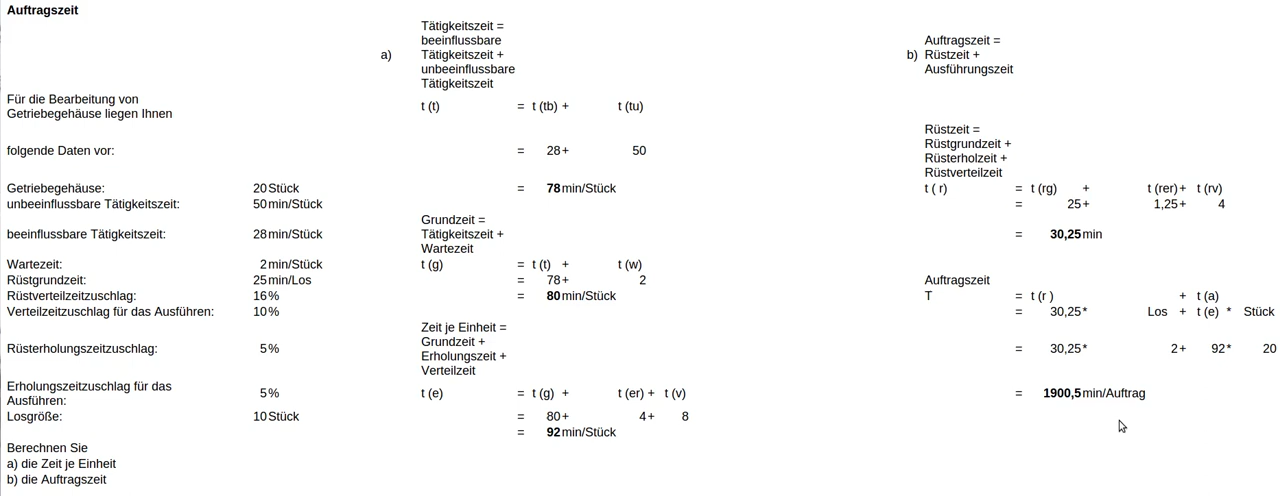 Auftragszeit
Für die Bearbeitung von
Getriebegehäuse liegen Ihnen
folgende Daten vor:
Getriebegehäuse: 20 Stück
unbeeinflussbare Tätigkeitszeit: 50 min/Stück
beeinflussbare Tätigkeitszeit: 28 min/Stück
Wartezeit: 2 min/Stück
Rüstgrundzeit: 25 min/Los
Rüstverteilzeitzuschlag: 16 %
Verteilzeitzuschlag für das Ausführen: 10 %
Rüsterholungszeitzuschlag: 5 %
Erholungszeitzuschlag für das
Ausführen: 5 %
Losgröße: 10 Stück
Berechnen Sie
a) die Zeit je Einheit
b) die Auftragszeit
a)
Tätigkeitszeit =
beeinflussbare
Tätigkeitszeit +
unbeeinflussbare
Tätigkeitszeit
t (t) = t (tb) + t (tu)
= 28 + 50
= 78 min/Stück
Grundzeit =
Tätigkeitszeit +
Wartezeit
t (g) = t (t) + t (w)
= 78 + 2
= 80 min/Stück
Zeit je Einheit =
Grundzeit +
Erholungszeit +
Verteilzeit
t (e) = t (g) + t (er) + t (v)
= 80 + 4 + 8
= 92 min/Stück
b)
Auftragszeit =
Rüstzeit +
Ausführungszeit
Rüstzeit =
Rüstgrundzeit +
Rüsterholzeit +
Rüstverteilzeit
t ( r) = t (rg) + t (rer) + t (rv)
= 25 + 1,25 + 4
= 30,25 min
Auftragszeit
T = t (r ) + t (a)
= 30,25 * Los + t (e) * Stück
= 30,25 * 2 + 92 * 20
= 1900,5 min/Auftrag